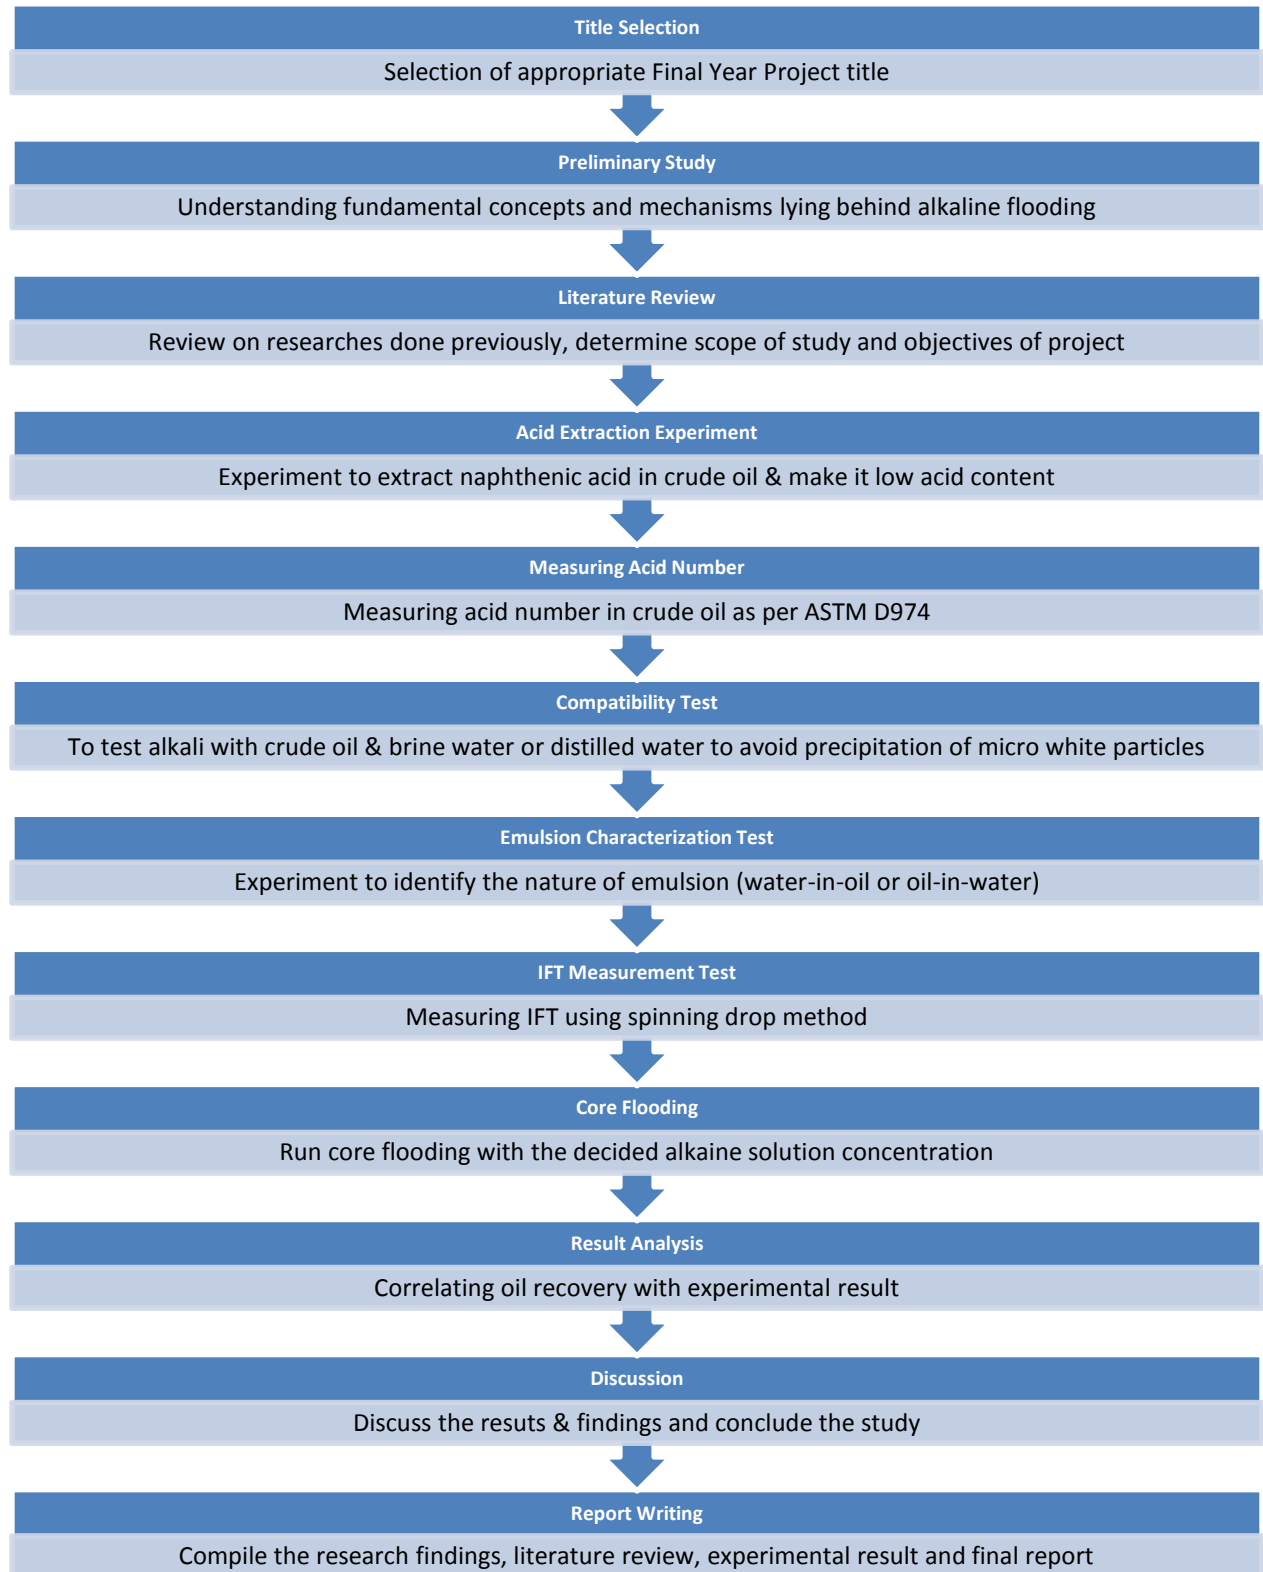 Title Selection
Selection of appropriate Final Year Project title
Preliminary Study
Understanding fundamental concepts and mechanisms lying behind alkaline flooding
Literature Review
Review on researches done previously, determine scope of study and objectives of project
Acid Extraction Experiment
Experiment to extract naphthenic acid in crude oil & make it low acid content
Measuring Acid Number
Measuring acid number in crude oil as per ASTM D974
Compatibility Test
To test alkali with crude oil & brine water or distilled water to avoid precipitation of micro white particles
Emulsion Characterization Test
Experiment to identify the nature of emulsion (water-in-oil or oil-in-water)
IFT Measurement Test
Measuring IFT using spinning drop method
Core Flooding
Run core flooding with the decided alkaine solution concentration
Result Analysis
Correlating oil recovery with experimental result
Discussion
Discuss the resuts & findings and conclude the study
Report Writing
Compile the research findings, literature review, experimental result and final report